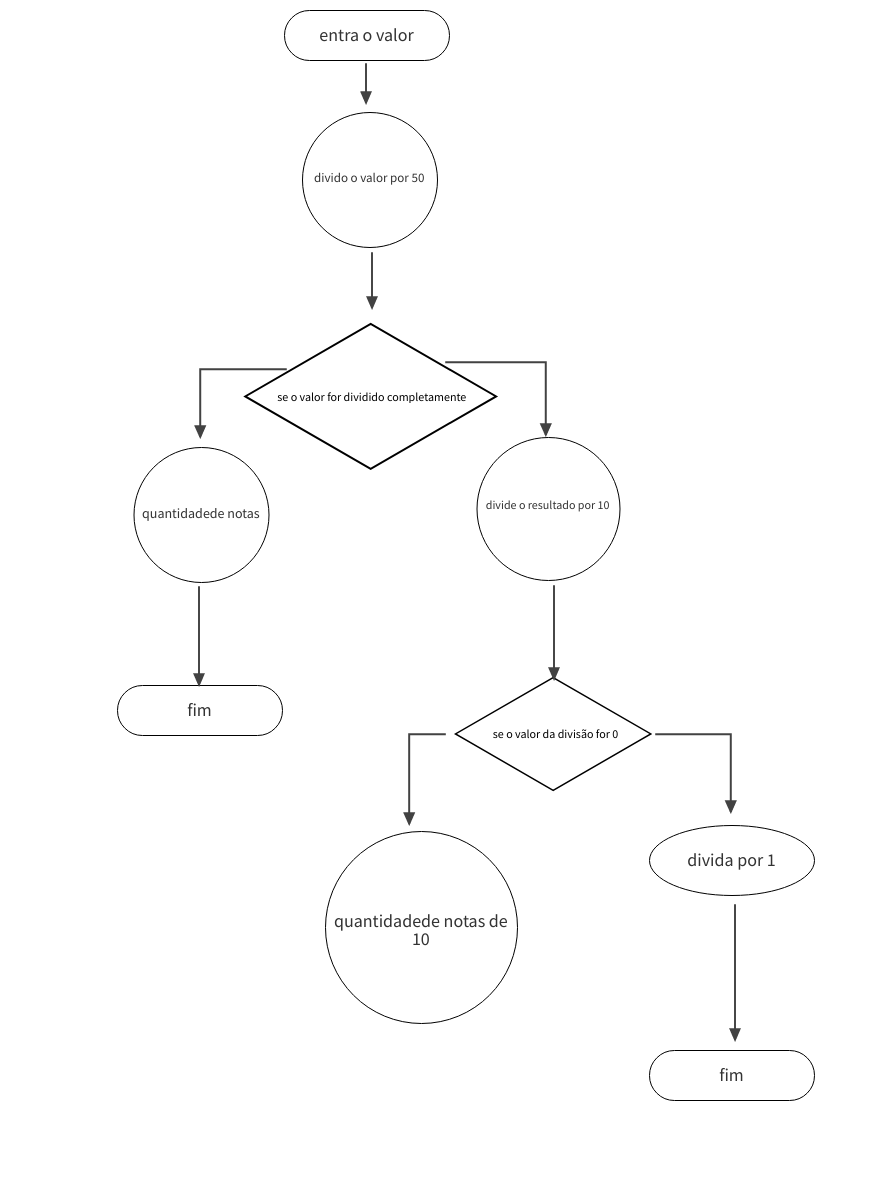 entra o valor
divido o valor por 50
se o valor for dividido completamente
quantidadede notas
divide o resultado por 10
fim
se o valor da divisão for 0
divida por 1
quantidadede notas de
10
fim